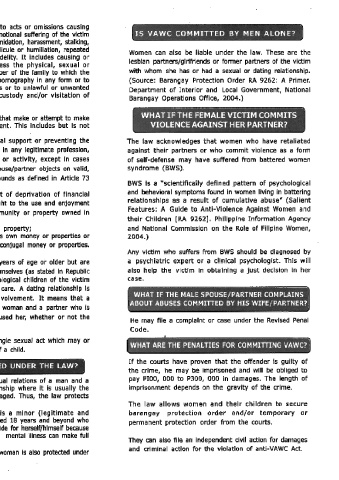 to acts or omissions causing
motional suffering of the victim
nidation, harassment, stalking,
licule or humiliation, repeated
delity. It includes causing or
ess the physical, sexual or
ber of the family to which the
pornography in any form or to
s or to unlawful or unwanted
custody and/or visitation of
that make or attempt to make
ent. This includes but is not
al support or preventing the
in any legitimate profession,
or activity, except in cases
ouse/partner objects on valid,
unds as defined in Article 73
t of deprivation of financial
ht to the use and enjoyment
munity or property owned in
property;
s own money or properties or
conjugal money or properties.
years of age or older but are
mselves (as stated in Republic
ological children of the victim
care. A dating relationship is
volvement. It means that a
woman and a partner who is
used her, whether or not the
ngle sexual act which may or
f a child.
ED UNDER THE LAW?
ual relations of a man and a
nship where it is usually the
aged. Thus, the law protects
is a minor (legitimate and
ed 18 years and beyond who
ide for herself/himself because
mental illness can make full
woman is also protected under
IS VAWC COMMITTED BY MEN ALONE?
Women can also be liable under the law. These are the
lesbian partners/girlfriends or former partners of the victim
with whom she has or had a sexual or dating relationship.
(Source: Barangay Protection Order RA 9262: A Primer.
Department of Interior and Local Government, National
Barangay Operations Office, 2004.)
WHAT IF THE FEMALE VICTIM COMMITS
VIOLENCE AGAINST HER PARTNER?
The law acknowledges that women who have retaliated
against their partners or who commit violence as a form
of self-defense may have suffered from battered women
syndrome (BWS).
BWS is a "scientifically defined pattern of psychological
and behavioral symptoms found in women living in battering
relationships as a result of cumulative abuse" (Salient
Features: A Guide to Anti-Violence Against Women and
their Children [RA 9262]. Philippine Information Agency
and National Commission on the Role of Filipino Women,
2004.)
Any victim who suffers from BWS should be diagnosed by
a psychiatric expert or a clinical psychologist. This will
also help the victim in obtaining a just decision in her
case.
WHAT IF THE MALE SPOUSE/PARTNER COMPLAINS
ABOUT ABUSES COMMITTED BY HIS WIFE/PARTNER?
He may file a complaint or case under the Revised Penal
Code.
WHAT ARE THE PENALTIES FOR COMMITTING VAWC?
If the courts have proven that the offender is guilty of
the crime, he may be imprisoned and will be obliged to
pay P100, 000 to P300, 000 in damages. The length of
imprisonment depends on the gravity of the crime.
The law allows women and their children to secure
barangay protection order and/or temporary or
permanent protection order from the courts.
They can also file an independent civil action for damages
and criminal action for the violation of anti-VAWC Act.